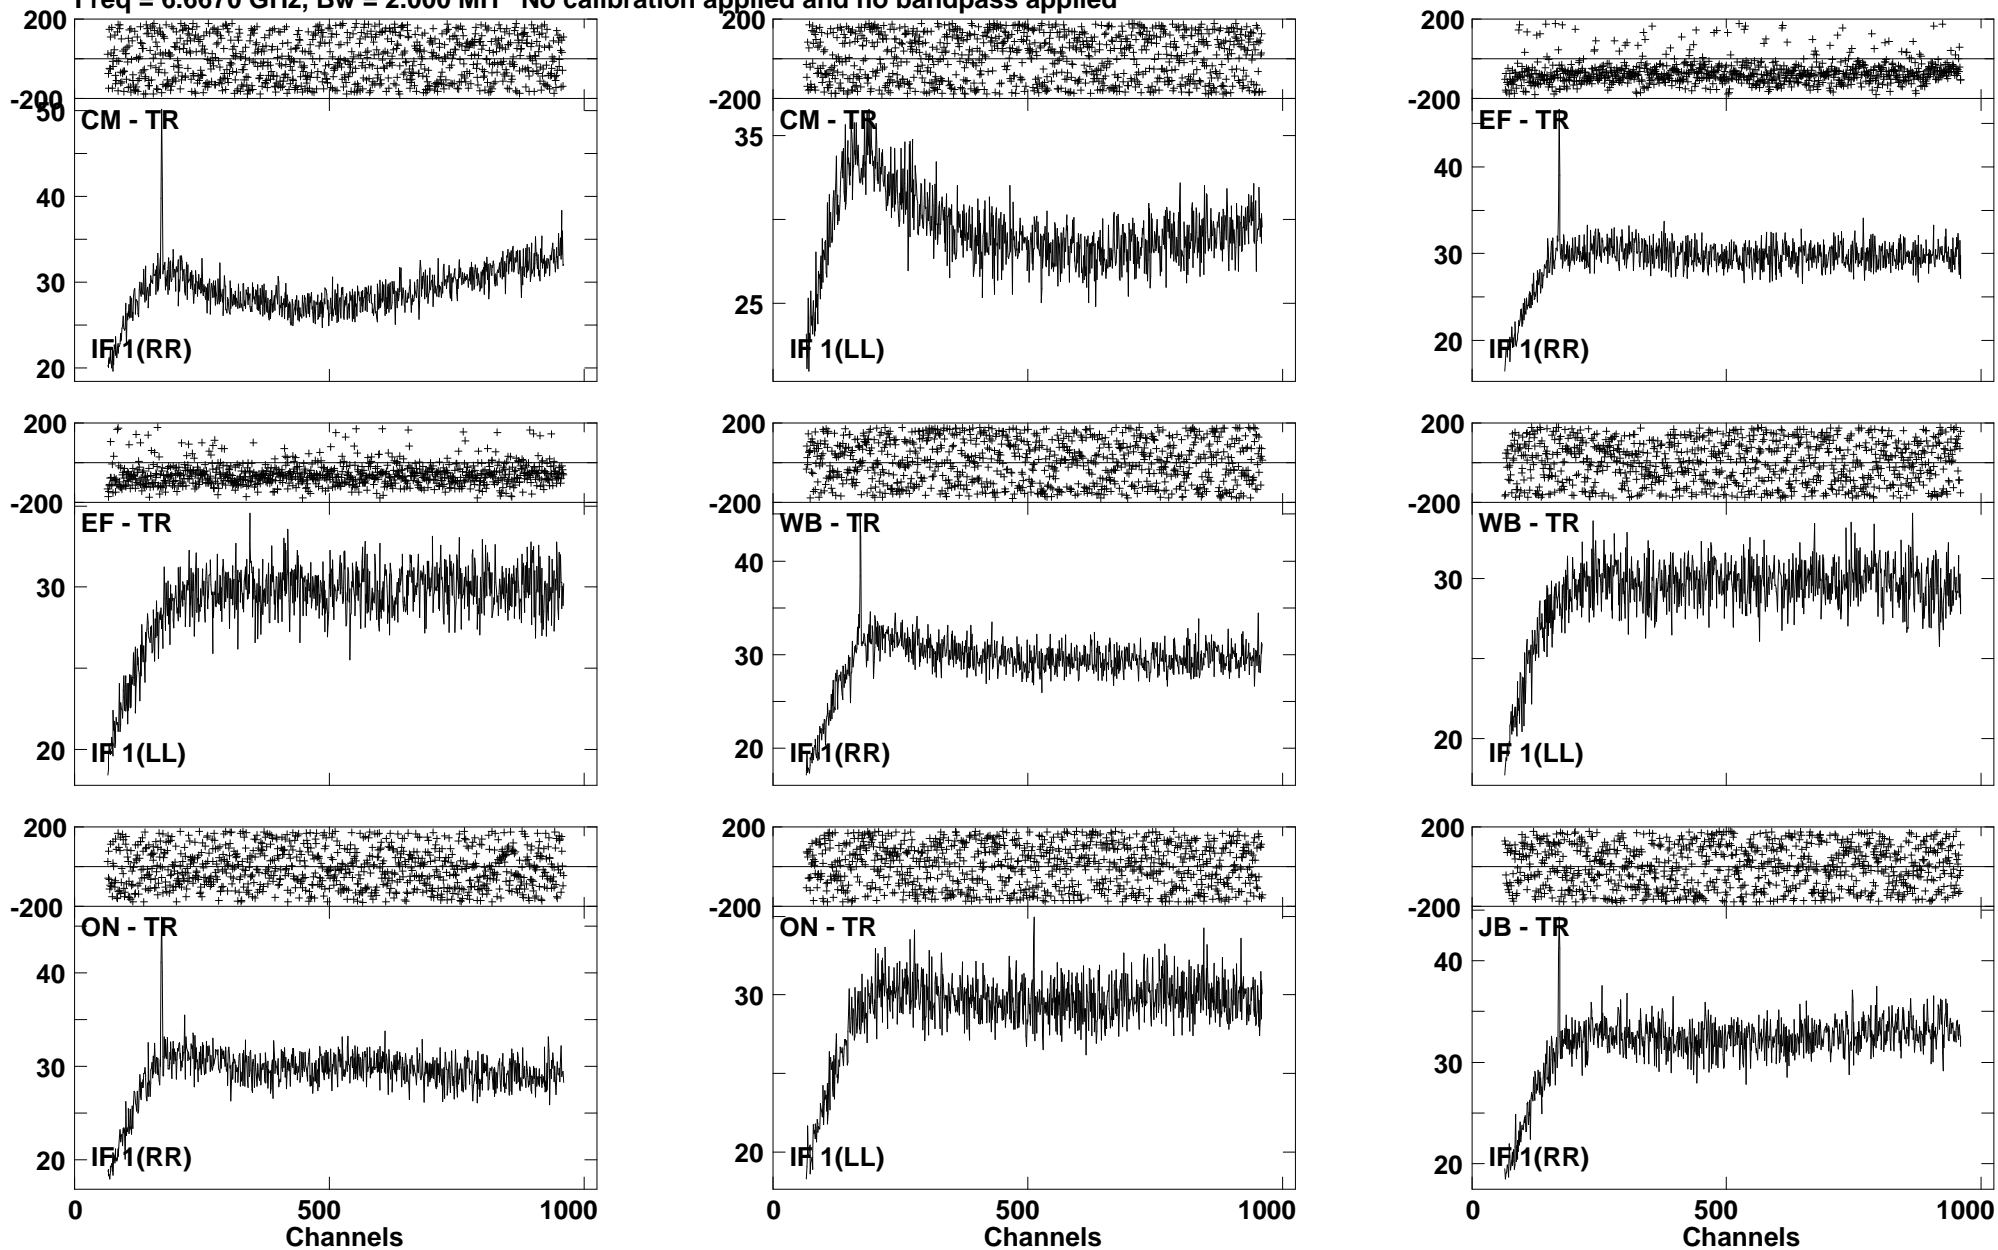 Freq = 6.6670 GHz, Bw = 2.000 MH No calibration applied and no bandpass applied
200 200 200
-200 -200 -200
50
CM - TR CM - TR EF - TR
35
40 40
30 30
25
20 20
IF 1(RR) IF 1(LL) IF 1(RR)
200 200 200
-200 -200 -200
EF - TR WB - TR WB - TR
40
30 30 30
20 20 20
IF 1(LL) IF 1(RR) IF 1(LL)
200 200 200
-200 -200 -200
ON - TR ON - TR JB - TR
40 40
30 30 30
20 20 20
IF 1(RR) IF 1(LL) IF 1(RR)
0 500 1000 0 500 1000 0 500 1000
Channels Channels Channels